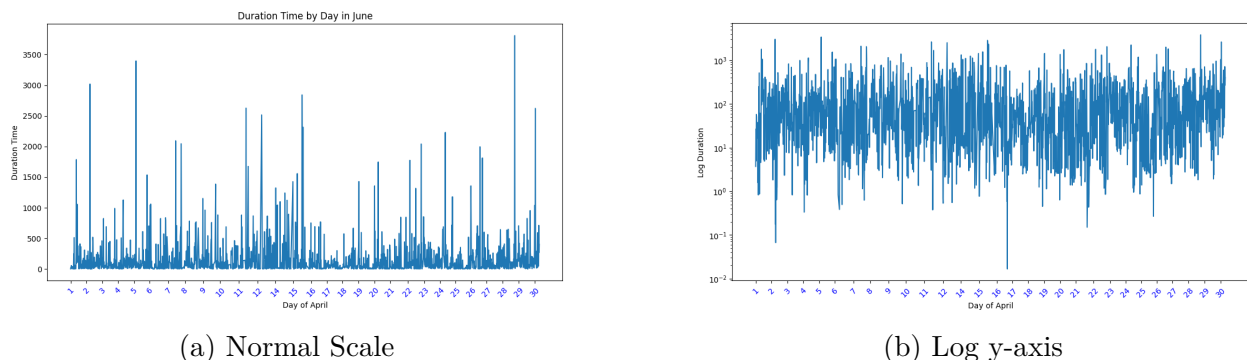 Duration Time by Day in June
Duration Time
3500
3000
2500
2000
1500
1000
500
0
1 2 3 4 5 6 7 8 9 10 11 12 13 14 15 16 17 18 19 20 21 22 23 24 25 26 27 28 29 30
Day of April
(a) Normal Scale
Log Duration
10³
10²
10¹
10⁰
10⁻¹
10⁻²
1 2 3 4 5 6 7 8 9 10 11 12 13 14 15 16 17 18 19 20 21 22 23 24 25 26 27 28 29 30
Day of April
(b) Log y-axis